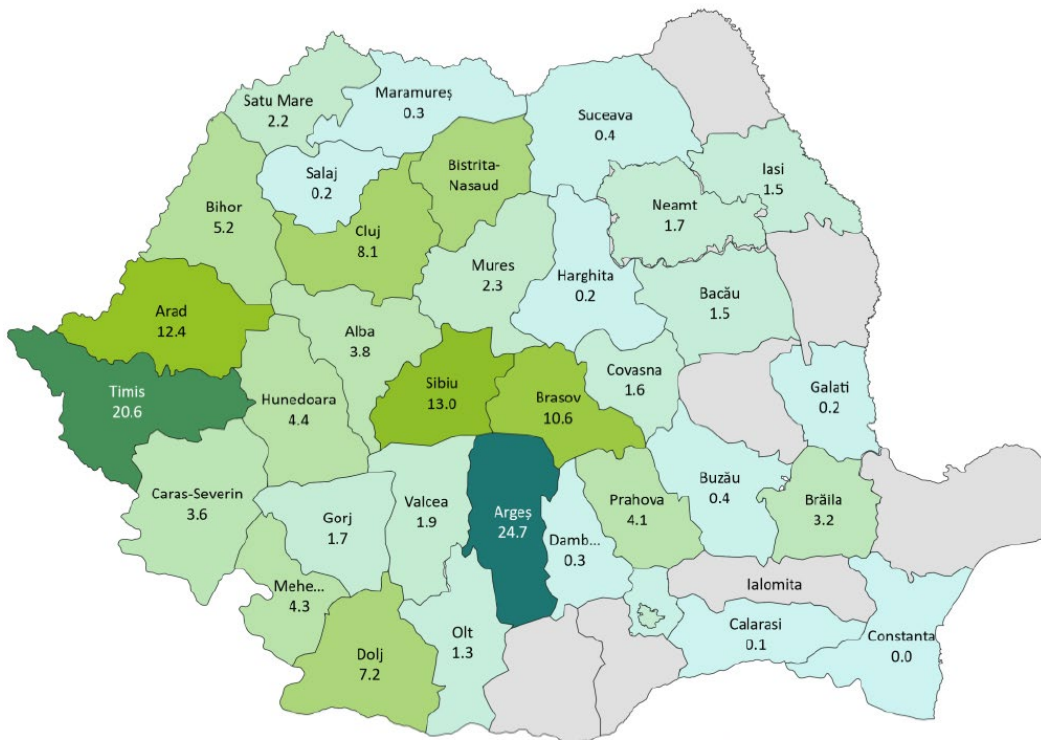 Satu Mare
2.2
Maramureș
0.3
Suceava
0.4
Iasi
1.5
Salaj
0.2
Bistrita-
Nasaud
Neamt
1.7
Bihor
5.2
Cluj
8.1
Mures
2.3
Harghita
0.2
Bacău
1.5
Arad
12.4
Alba
3.8
Covasna
1.6
Timis
20.6
Hunedoara
4.4
Sibiu
13.0
Brasov
10.6
Galati
0.2
Caras-Severin
3.6
Gorj
1.7
Valcea
1.9
Argeș
24.7
Damb...
0.3
Prahova
4.1
Buzău
0.4
Brăila
3.2
Mehe...
4.3
Ialomita
Dolj
7.2
Olt
1.3
Calarasi
0.1
Constanta
0.0